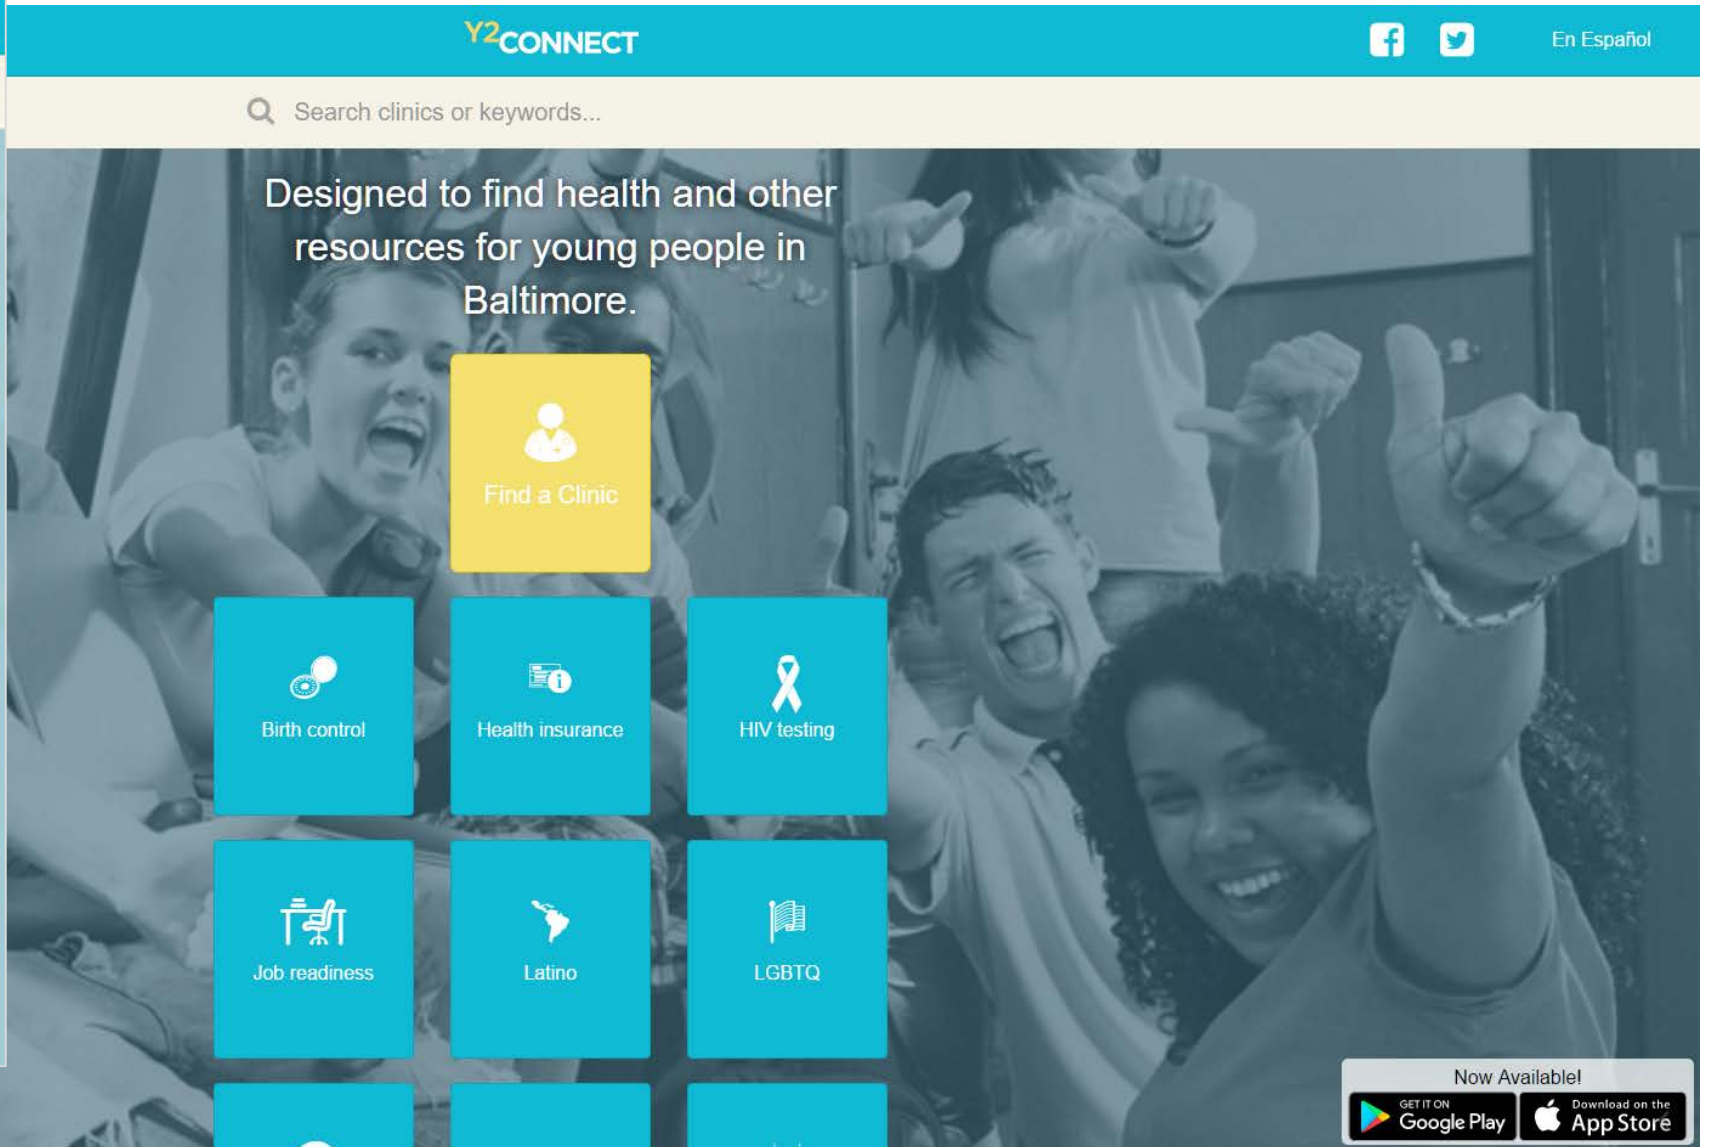 Y2CONNECT
En Español
Search clinics or keywords...
Designed to find health and other
resources for young people in
Baltimore.
Find a Clinic
Birth control
Health insurance
HIV testing
Job readiness
Latino
LGBTQ
Now Available!
GET IT ON
Google Play
Download on the
App Store